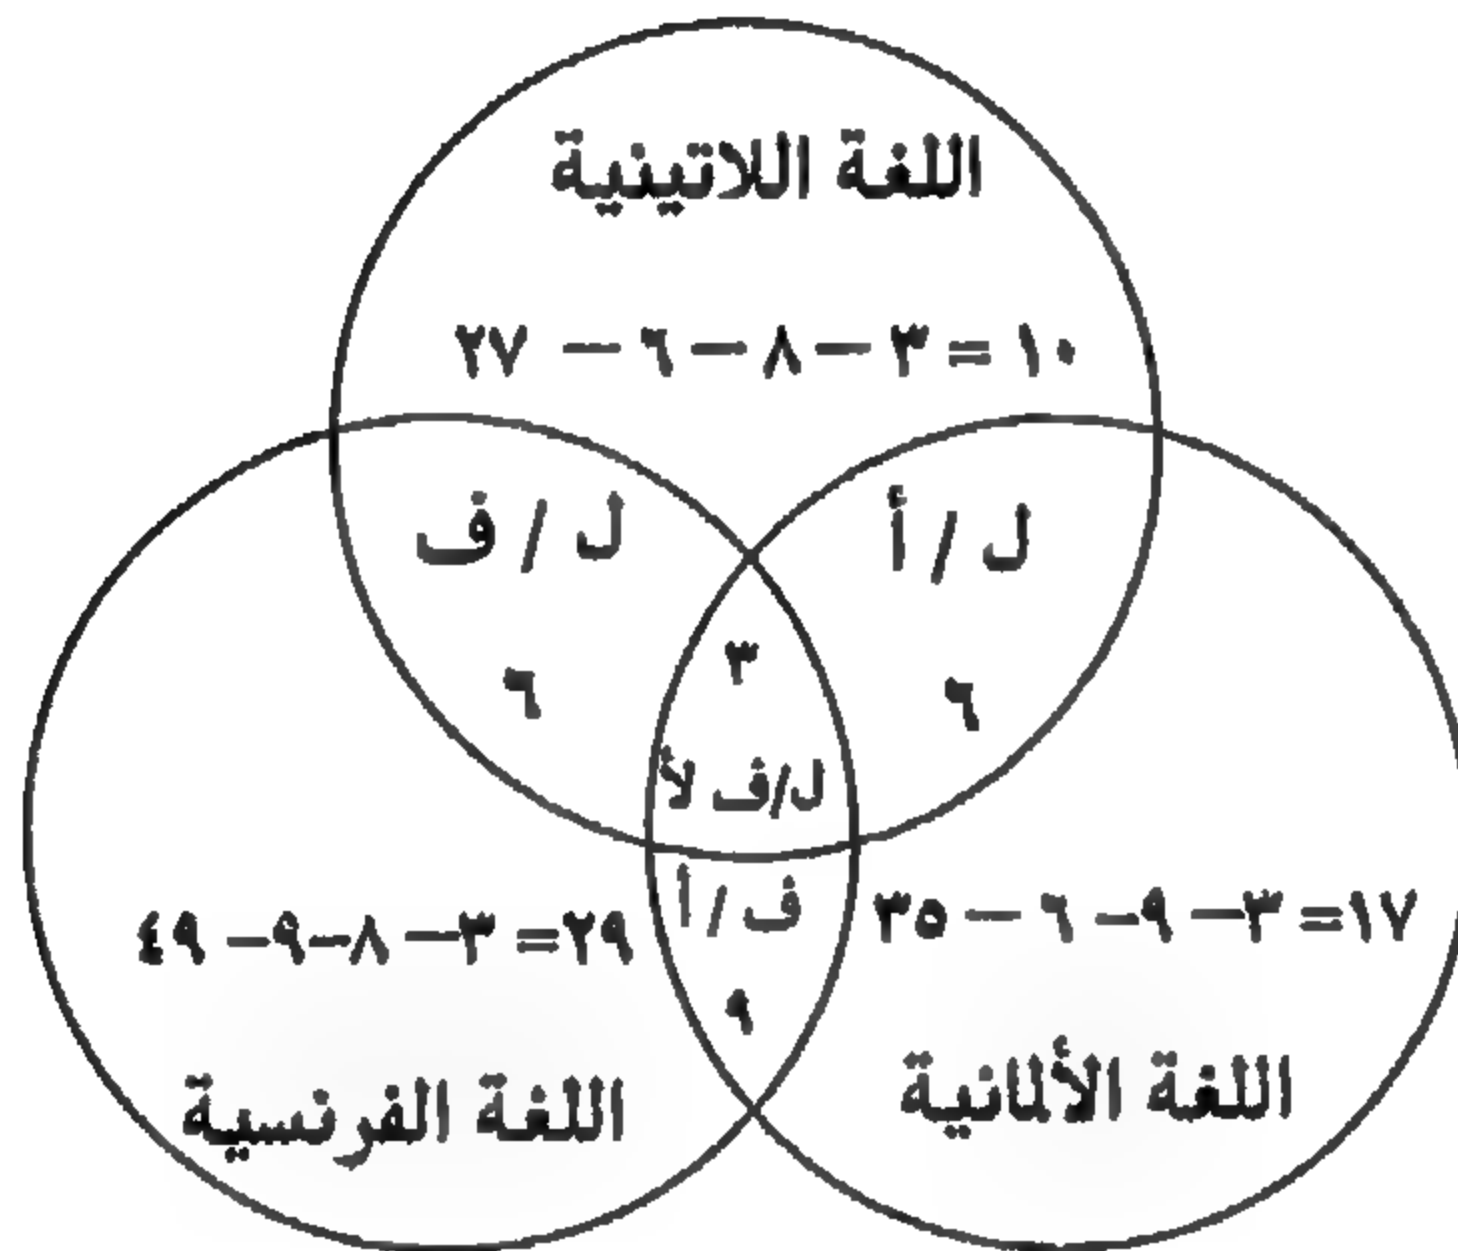 اللغة اللاتينية
٢٧ – ٦ – ٨ – ٣ = ١٠
ل / ف
ل / أ
٣
٦
٦
ل/ف لأ
ف / أ
٤٩ –٩–٨ –٣ =٢٩
٣٥ – ٦ –٩ –٣=١٧
٩
اللغة الفرنسية
اللغة الألمانية